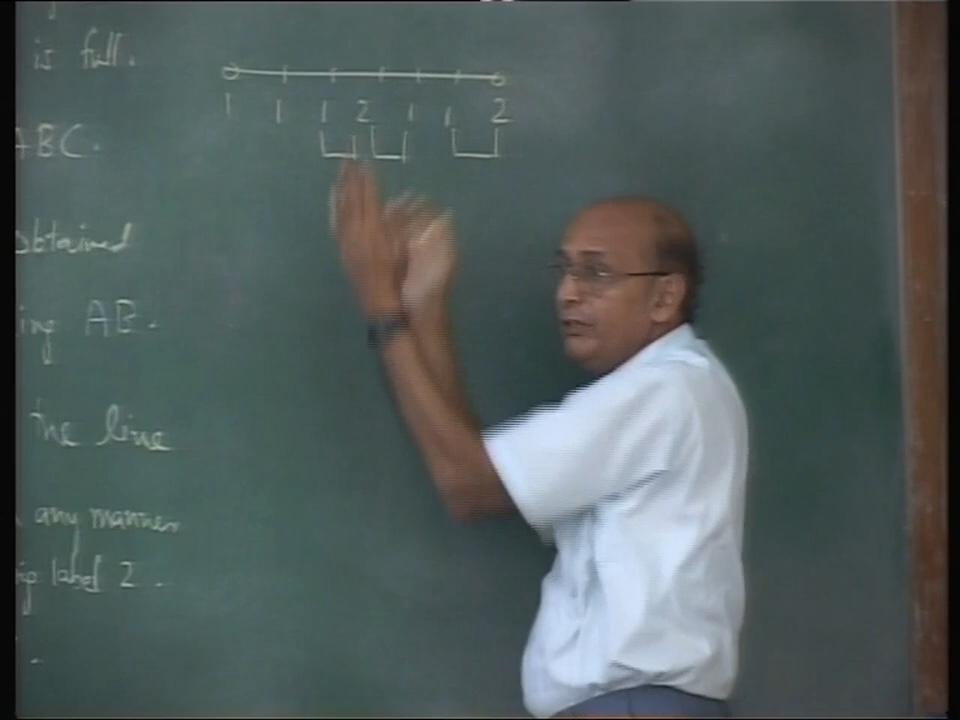 is full.
ABC.
1 1 1 2 1 1 2
obtained
ing AB.
the line
any manner
label 2.